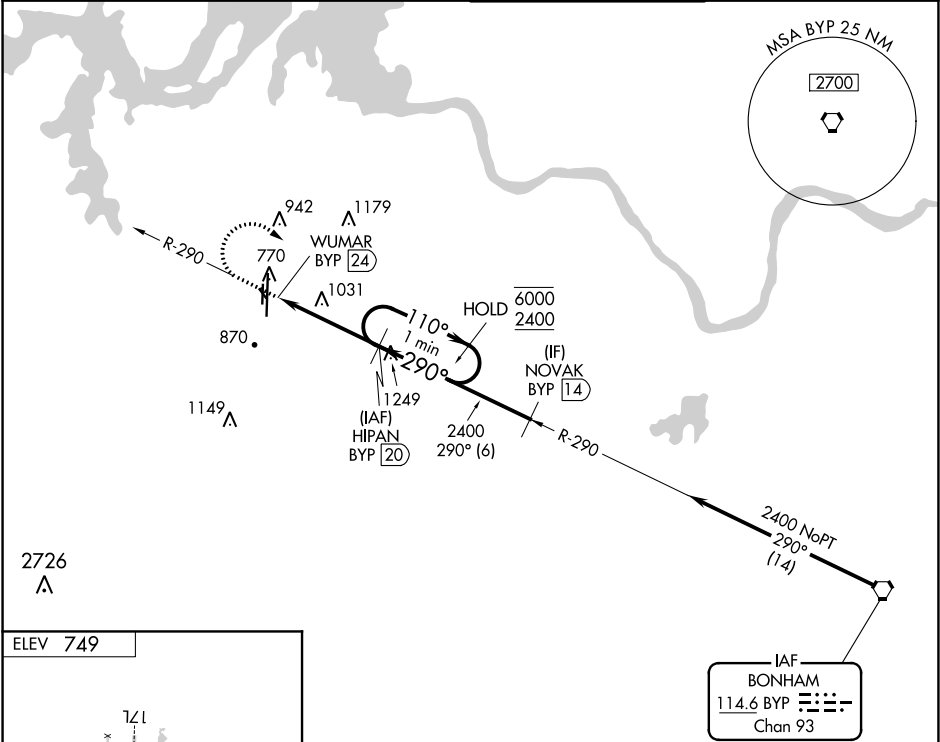 MSA BYP 25 NM
2700
942
1179
R-290
770
WUMAR
BYP 24
1031
870
HOLD
6000
2400
110°
1 min
290°
(IF)
NOVAK
BYP 14
1149
1249
(IAF)
HIPAN
BYP 20
2400
290° (6)
R-290
2400 NoPT
290°
(14)
2726
ELEV 749
17L
IAF
BONHAM
114.6 BYP
Chan 93